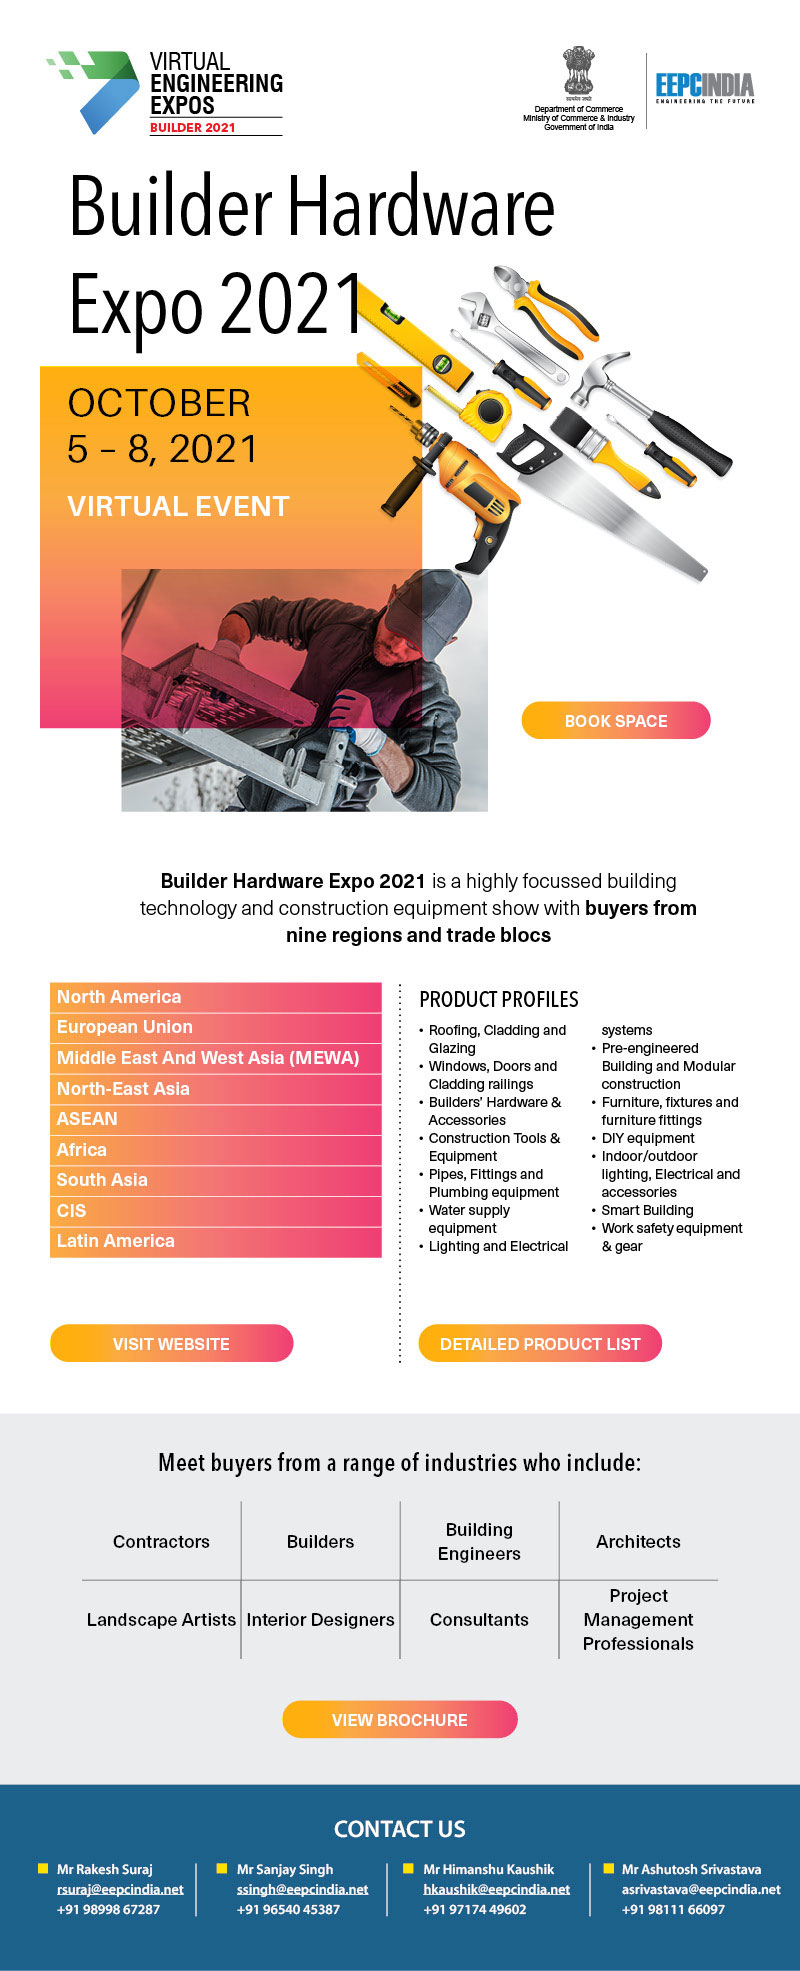 VIRTUAL
ENGINEERING
EXPOS
BUILDER 2021
सत्यमेव जयते
Department of Commerce
Ministry of Commerce & Industry
Government of India
EEPCINDIA
ENGINEERING THE FUTURE
Builder Hardware
Expo 2021
OCTOBER
5 – 8, 2021
VIRTUAL EVENT
BOOK SPACE
Builder Hardware Expo 2021 is a highly focussed building
technology and construction equipment show with buyers from
nine regions and trade blocs
North America
European Union
Middle East And West Asia (MEWA)
North-East Asia
ASEAN
Africa
South Asia
CIS
Latin America
VISIT WEBSITE
PRODUCT PROFILES
• Roofing, Cladding and
Glazing
• Windows, Doors and
Cladding railings
• Builders' Hardware &
Accessories
• Construction Tools &
Equipment
• Pipes, Fittings and
Plumbing equipment
• Water supply
equipment
• Lighting and Electrical
systems
• Pre-engineered
Building and Modular
construction
• Furniture, fixtures and
furniture fittings
• DIY equipment
• Indoor/outdoor
lighting, Electrical and
accessories
• Smart Building
• Work safety equipment
& gear
DETAILED PRODUCT LIST
Meet buyers from a range of industries who include:
Contractors
Builders
Building
Engineers
Architects
Landscape Artists
Interior Designers
Consultants
Project
Management
Professionals
VIEW BROCHURE
CONTACT US
Mr Rakesh Suraj
rsuraj@eepcindia.net
+91 98998 67287
Mr Sanjay Singh
ssingh@eepcindia.net
+91 96540 45387
Mr Himanshu Kaushik
hkaushik@eepcindia.net
+91 97174 49602
Mr Ashutosh Srivastava
asrivastava@eepcindia.net
+91 98111 66097